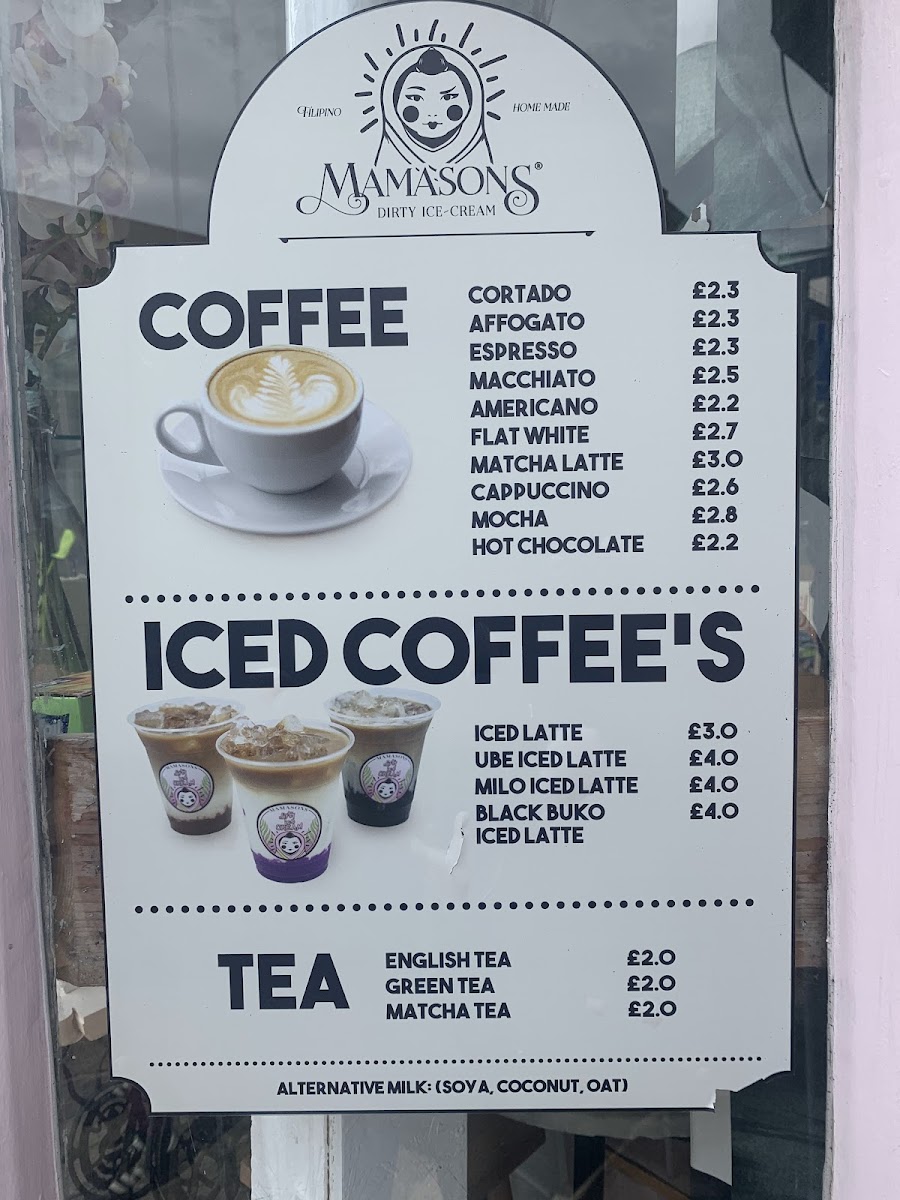 FILIPINO
HOME MADE
MAMASONS®
DIRTY ICE-CREAM
COFFEE
CORTADO £2.3
AFFOGATO £2.3
ESPRESSO £2.3
MACCHIATO £2.5
AMERICANO £2.2
FLAT WHITE £2.7
MATCHA LATTE £3.0
CAPPUCCINO £2.6
MOCHA £2.8
HOT CHOCOLATE £2.2
ICED COFFEE'S
ICED LATTE £3.0
UBE ICED LATTE £4.0
MILO ICED LATTE £4.0
BLACK BUKO £4.0
ICED LATTE
MAMASONS
MAMASONS
MAMASONS
TEA
ENGLISH TEA £2.0
GREEN TEA £2.0
MATCHA TEA £2.0
ALTERNATIVE MILK: (SOYA, COCONUT, OAT)